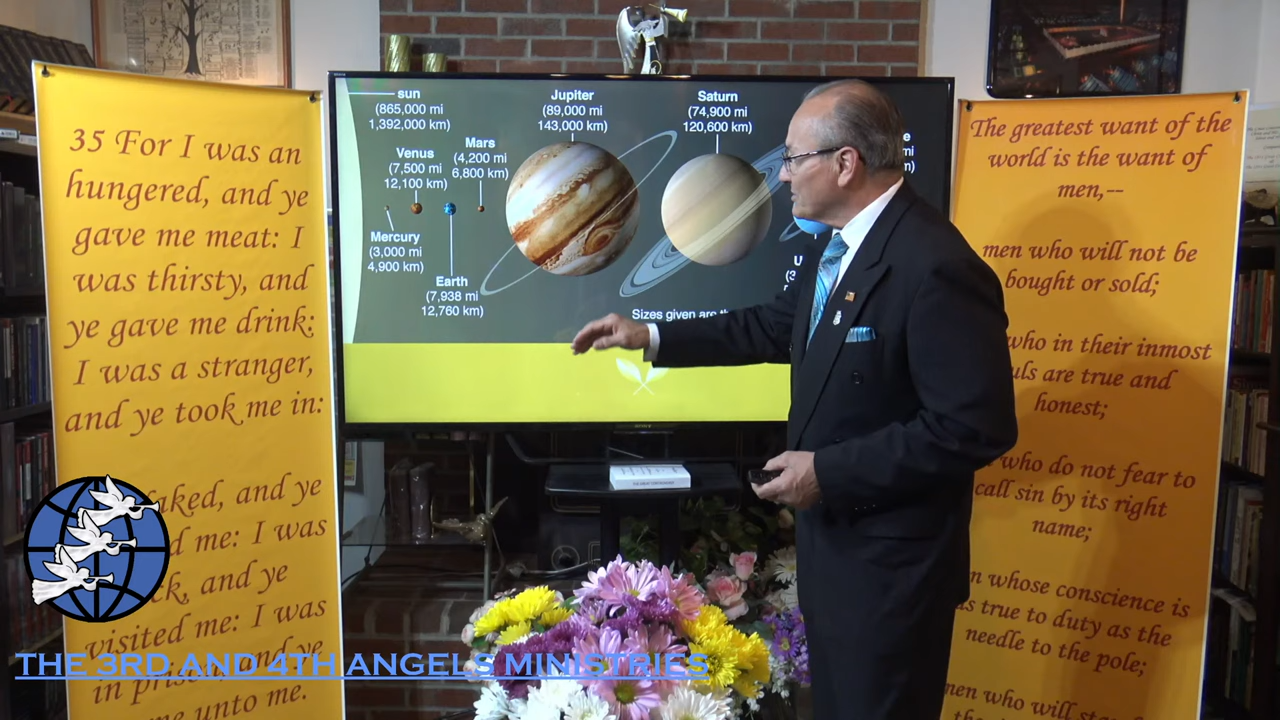 35 For I was an
hungered, and ye
gave me meat: I
was thirsty, and
ye gave me drink:
I was a stranger,
and ye took me in:
ked, and ye
d me: I was
ck, and ye
visited me: I was
in prison, and ye
me unto me.
sun
(865,000 mi
1,392,000 km)
Venus
(7,500 mi
12,100 km)
Mars
(4,200 mi
6,800 km)
Jupiter
(89,000 mi
143,000 km)
Saturn
(74,900 mi
120,600 km)
Mercury
(3,000 mi
4,900 km)
Earth
(7,938 mi
12,760 km)
Sizes given are
SONY
The greatest want of the
world is the want of
men,--
men who will not be
bought or sold;
who in their inmost
uls are true and
honest;
who do not fear to
call sin by its right
name;
n whose conscience is
as true to duty as the
needle to the pole;
men who will
THE 3RD AND 4TH ANGELS MINISTRIES